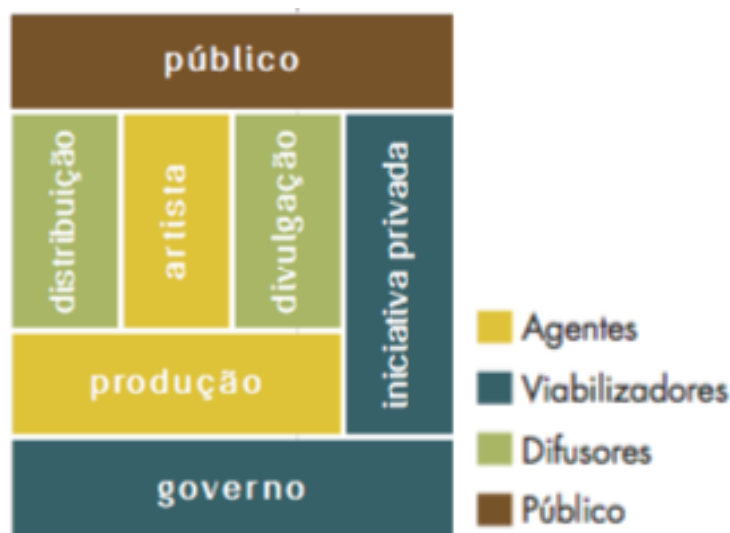 público
distribuição
artista
divulgação
iniciativa privada
produção
governo
Agentes
Viabilizadores
Difusores
Público